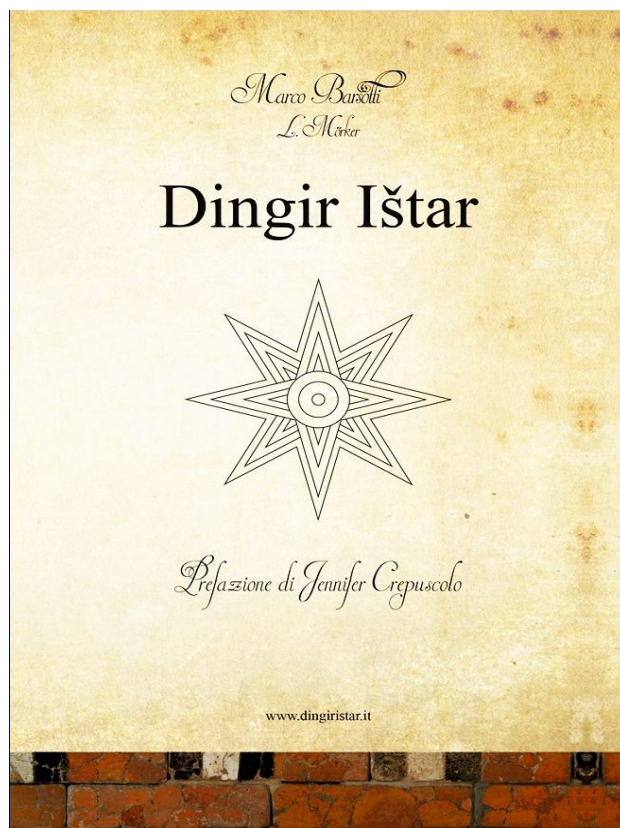 Marco Barsotti
L. Mörker
Dingir Ištar
Prefazione di Jennifer Crepuscolo
www.dingiristar.it